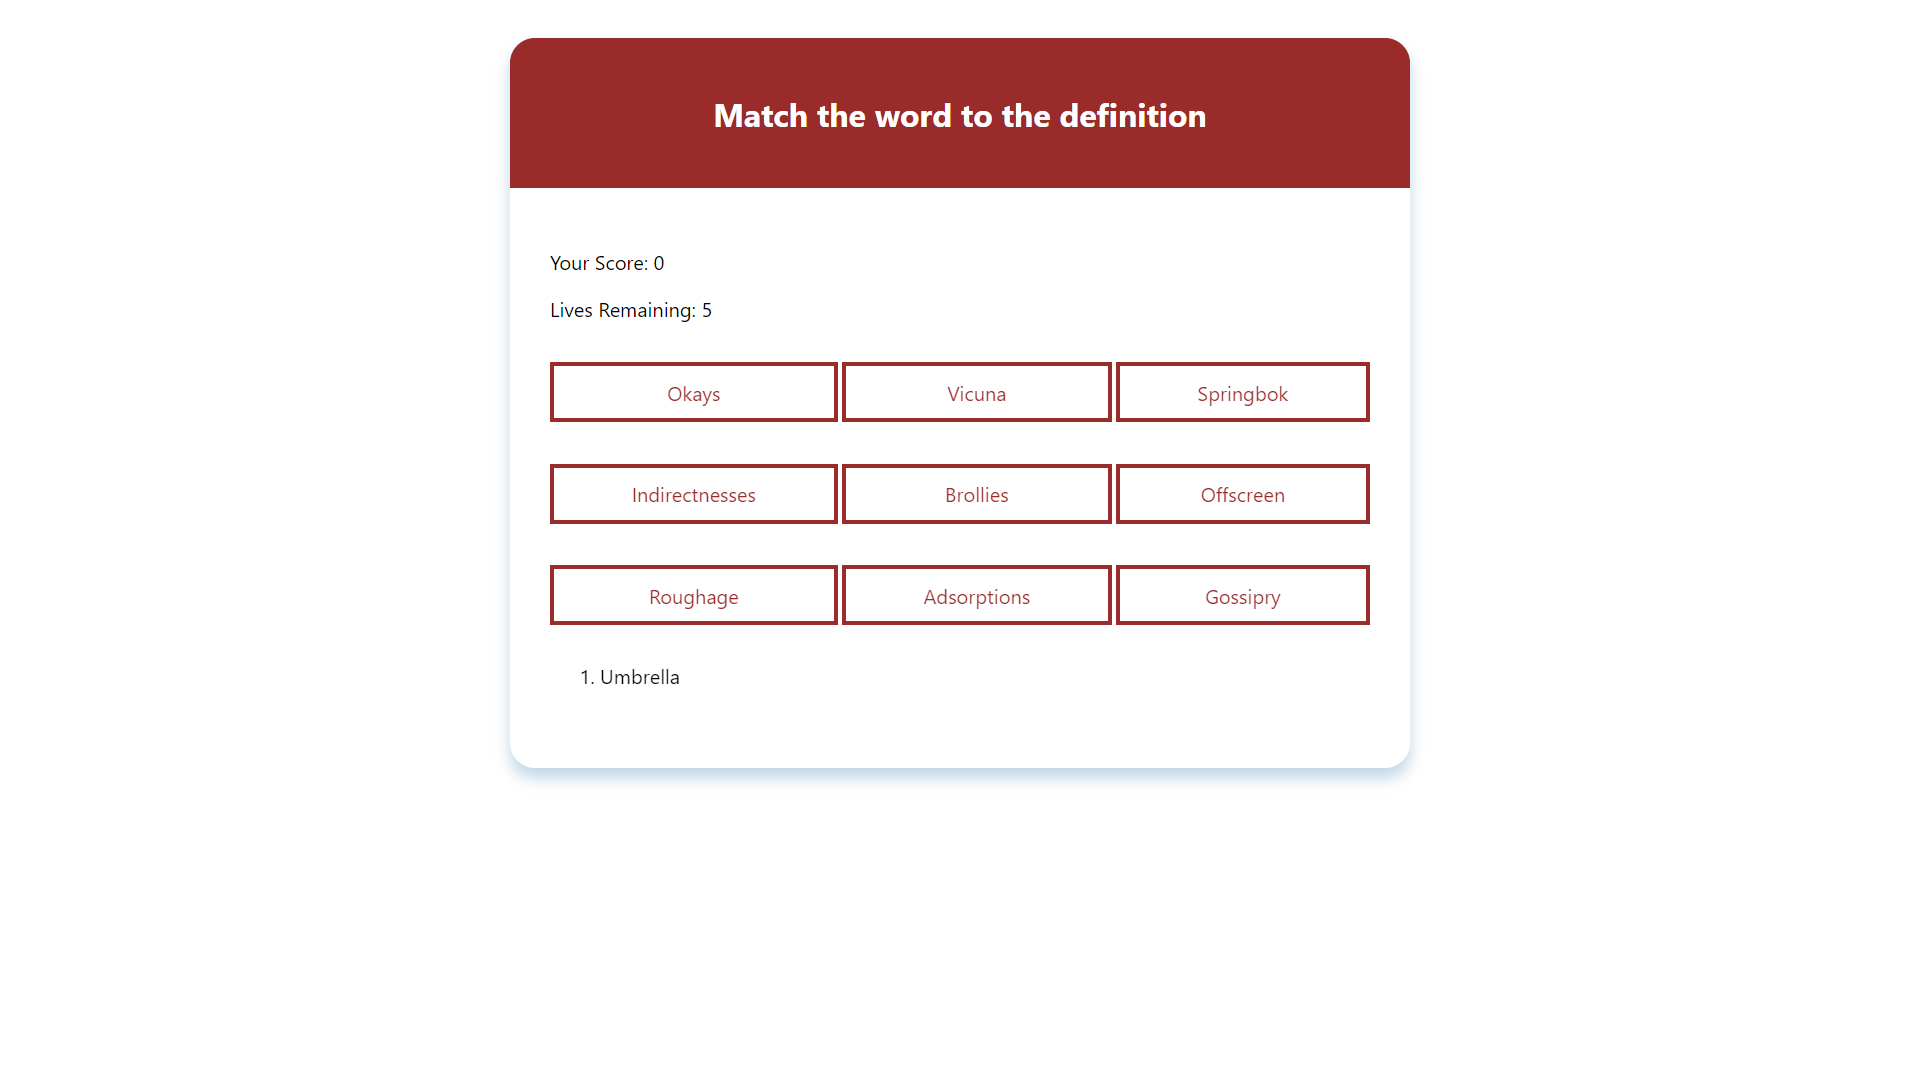 Match the word to the definition
Your Score: 0
Lives Remaining: 5
Okays Vicuna Springbok
Indirectnesses Brollies Offscreen
Roughage Adsorptions Gossipry
1. Umbrella